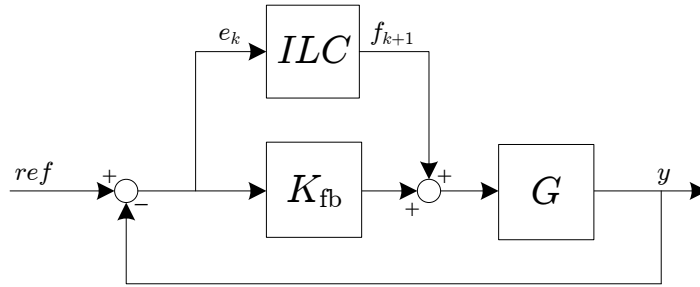 e_k
ILC
f_{k+1}
ref
+
−
K_fb
+
+
G
y